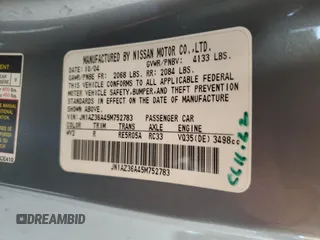 MANUFACTURED BY NISSAN MOTOR CO.,LTD.
DATE: 10/04 GVWR/PNBV: 4133 LBS.
GAWR/PNBE FR: 2068 LBS. RR: 2084 LBS.
THIS VEHICLE CONFORMS TO ALL APPLICABLE FEDERAL
MOTOR VEHICLE SAFETY,BUMPER,AND THEFT PREVENTION
STANDARDS IN EFFECT ON THE DATE OF MANUFACTURE
SHOWN ABOVE.
VIN : JN1AZ36A45M752783 PASSENGER CAR
COLOR TRIM TRANS AXLE ENGINE
WV2 R RE5R05A RC33 VQ35(DE) 3498cc
JN1AZ36A45M752783
DREAMBID